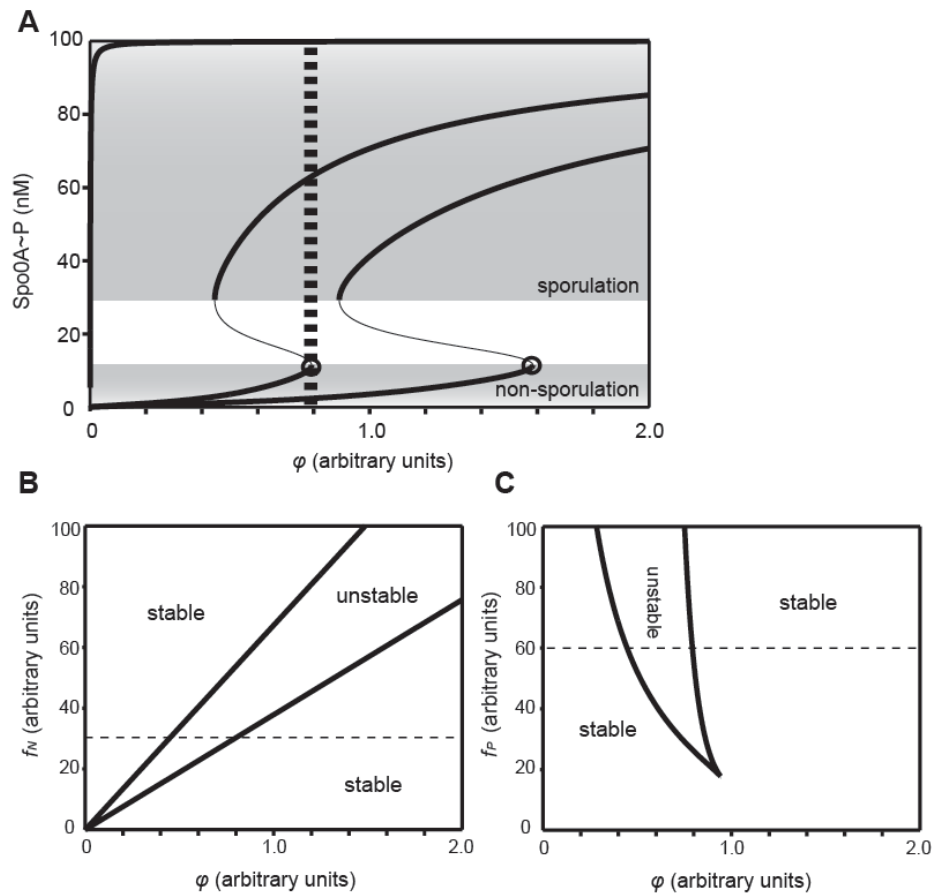 A
100
80
60
40
20
0
Spo0A~P (nM)
sporulation
non-sporulation
0 1.0 2.0
φ (arbitrary units)
B
100
80
60
40
20
0
fN (arbitrary units)
stable
unstable
stable
0 1.0 2.0
φ (arbitrary units)
C
100
80
60
40
20
0
fP (arbitrary units)
unstable
stable
stable
0 1.0 2.0
φ (arbitrary units)